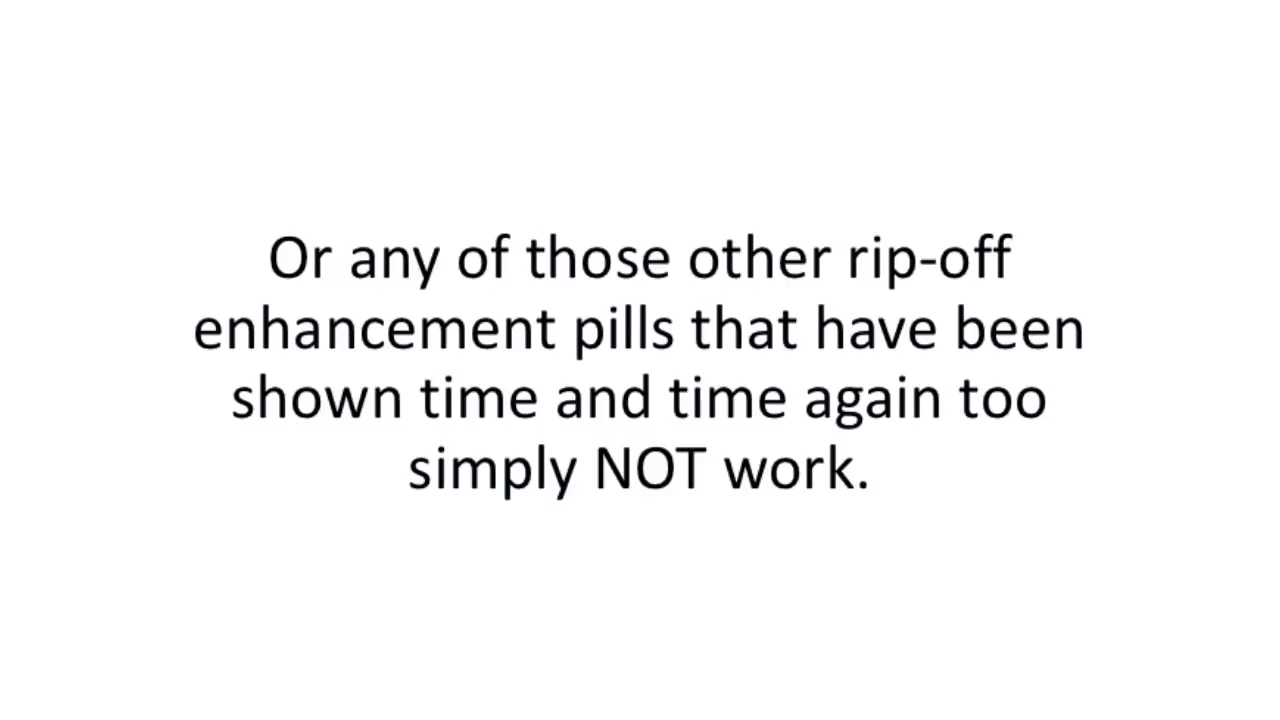 Or any of those other rip-off
enhancement pills that have been
shown time and time again too
simply NOT work.